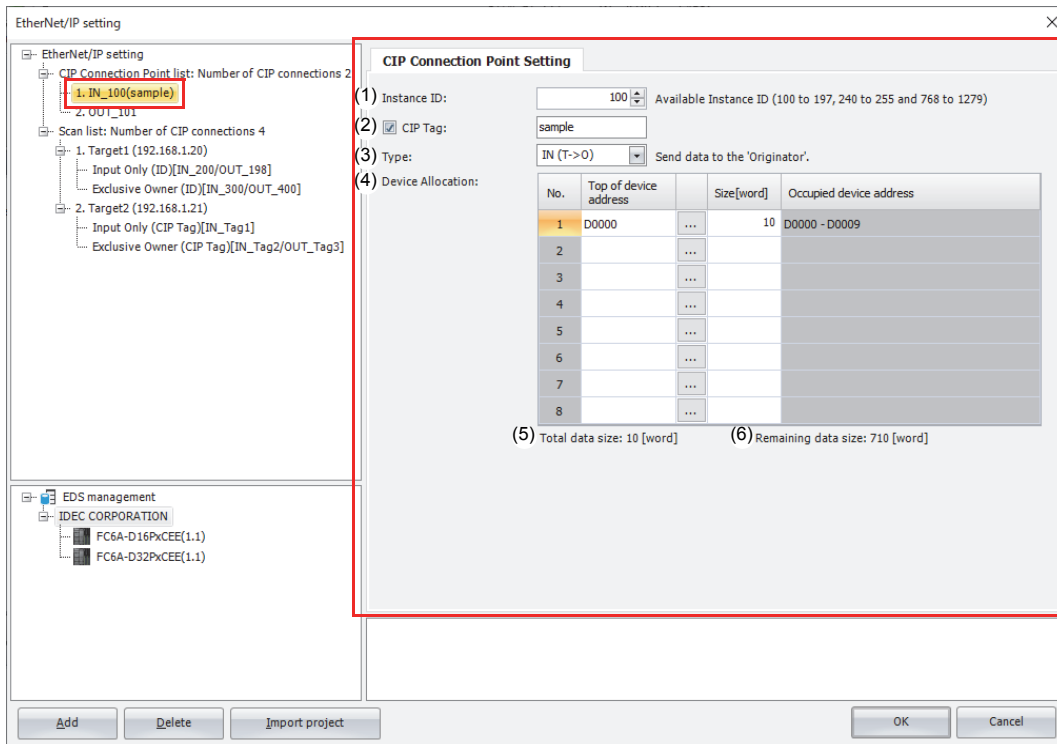 EtherNet/IP setting
EtherNet/IP setting
CIP Connection Point list: Number of CIP connections 2
1. IN_100(sample)
2. OUT_101
Scan list: Number of CIP connections 4
1. Target1 (192.168.1.20)
Input Only (ID)[IN_200/OUT_198]
Exclusive Owner (ID)[IN_300/OUT_400]
2. Target2 (192.168.1.21)
Input Only (CIP Tag)[IN_Tag1]
Exclusive Owner (CIP Tag)[IN_Tag2/OUT_Tag3]
EDS management
IDEC CORPORATION
FC6A-D16PxCEE(1.1)
FC6A-D32PxCEE(1.1)
CIP Connection Point Setting
(1) Instance ID: 100 Available Instance ID (100 to 197, 240 to 255 and 768 to 1279)
(2) CIP Tag: sample
(3) Type: IN (T->O) Send data to the 'Originator'.
(4) Device Allocation:
No. Top of device address Size[word] Occupied device address
1 D0000 ... 10 D0000 - D0009
2 ...
3 ...
4 ...
5 ...
6 ...
7 ...
8 ...
(5) Total data size: 10 [word] (6) Remaining data size: 710 [word]
Add Delete Import project OK Cancel